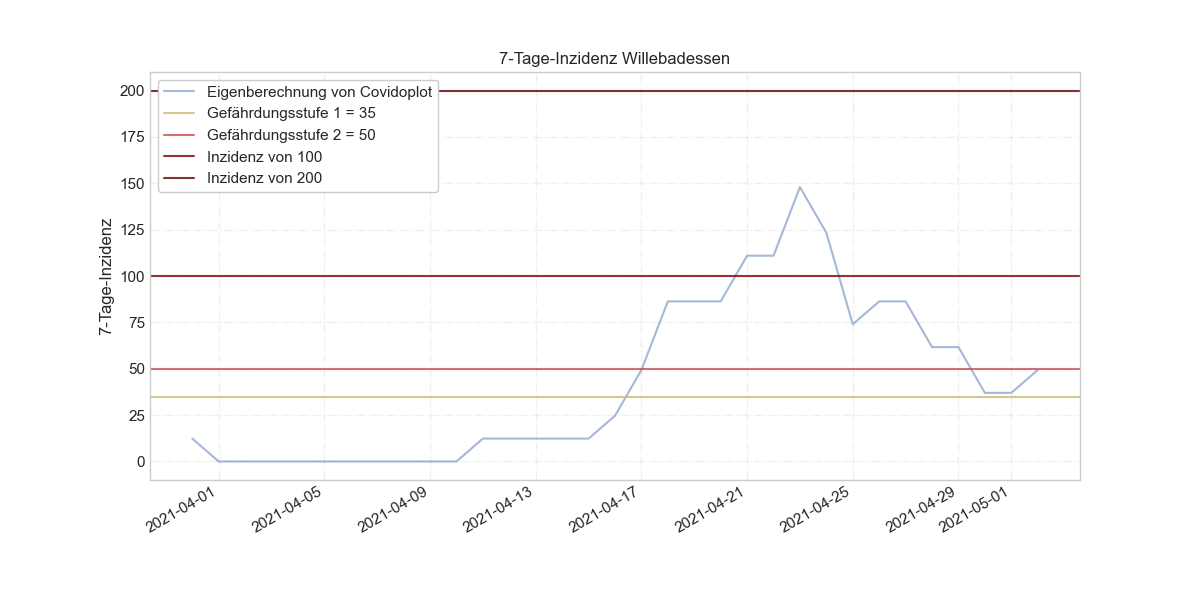 7-Tage-Inzidenz Willebadessen
Eigenberechnung von Covidoplot
Gefährdungsstufe 1 = 35
Gefährdungsstufe 2 = 50
Inzidenz von 100
Inzidenz von 200
7-Tage-Inzidenz
200
175
150
125
100
75
50
25
0
2021-04-01
2021-04-05
2021-04-09
2021-04-13
2021-04-17
2021-04-21
2021-04-25
2021-04-29
2021-05-01